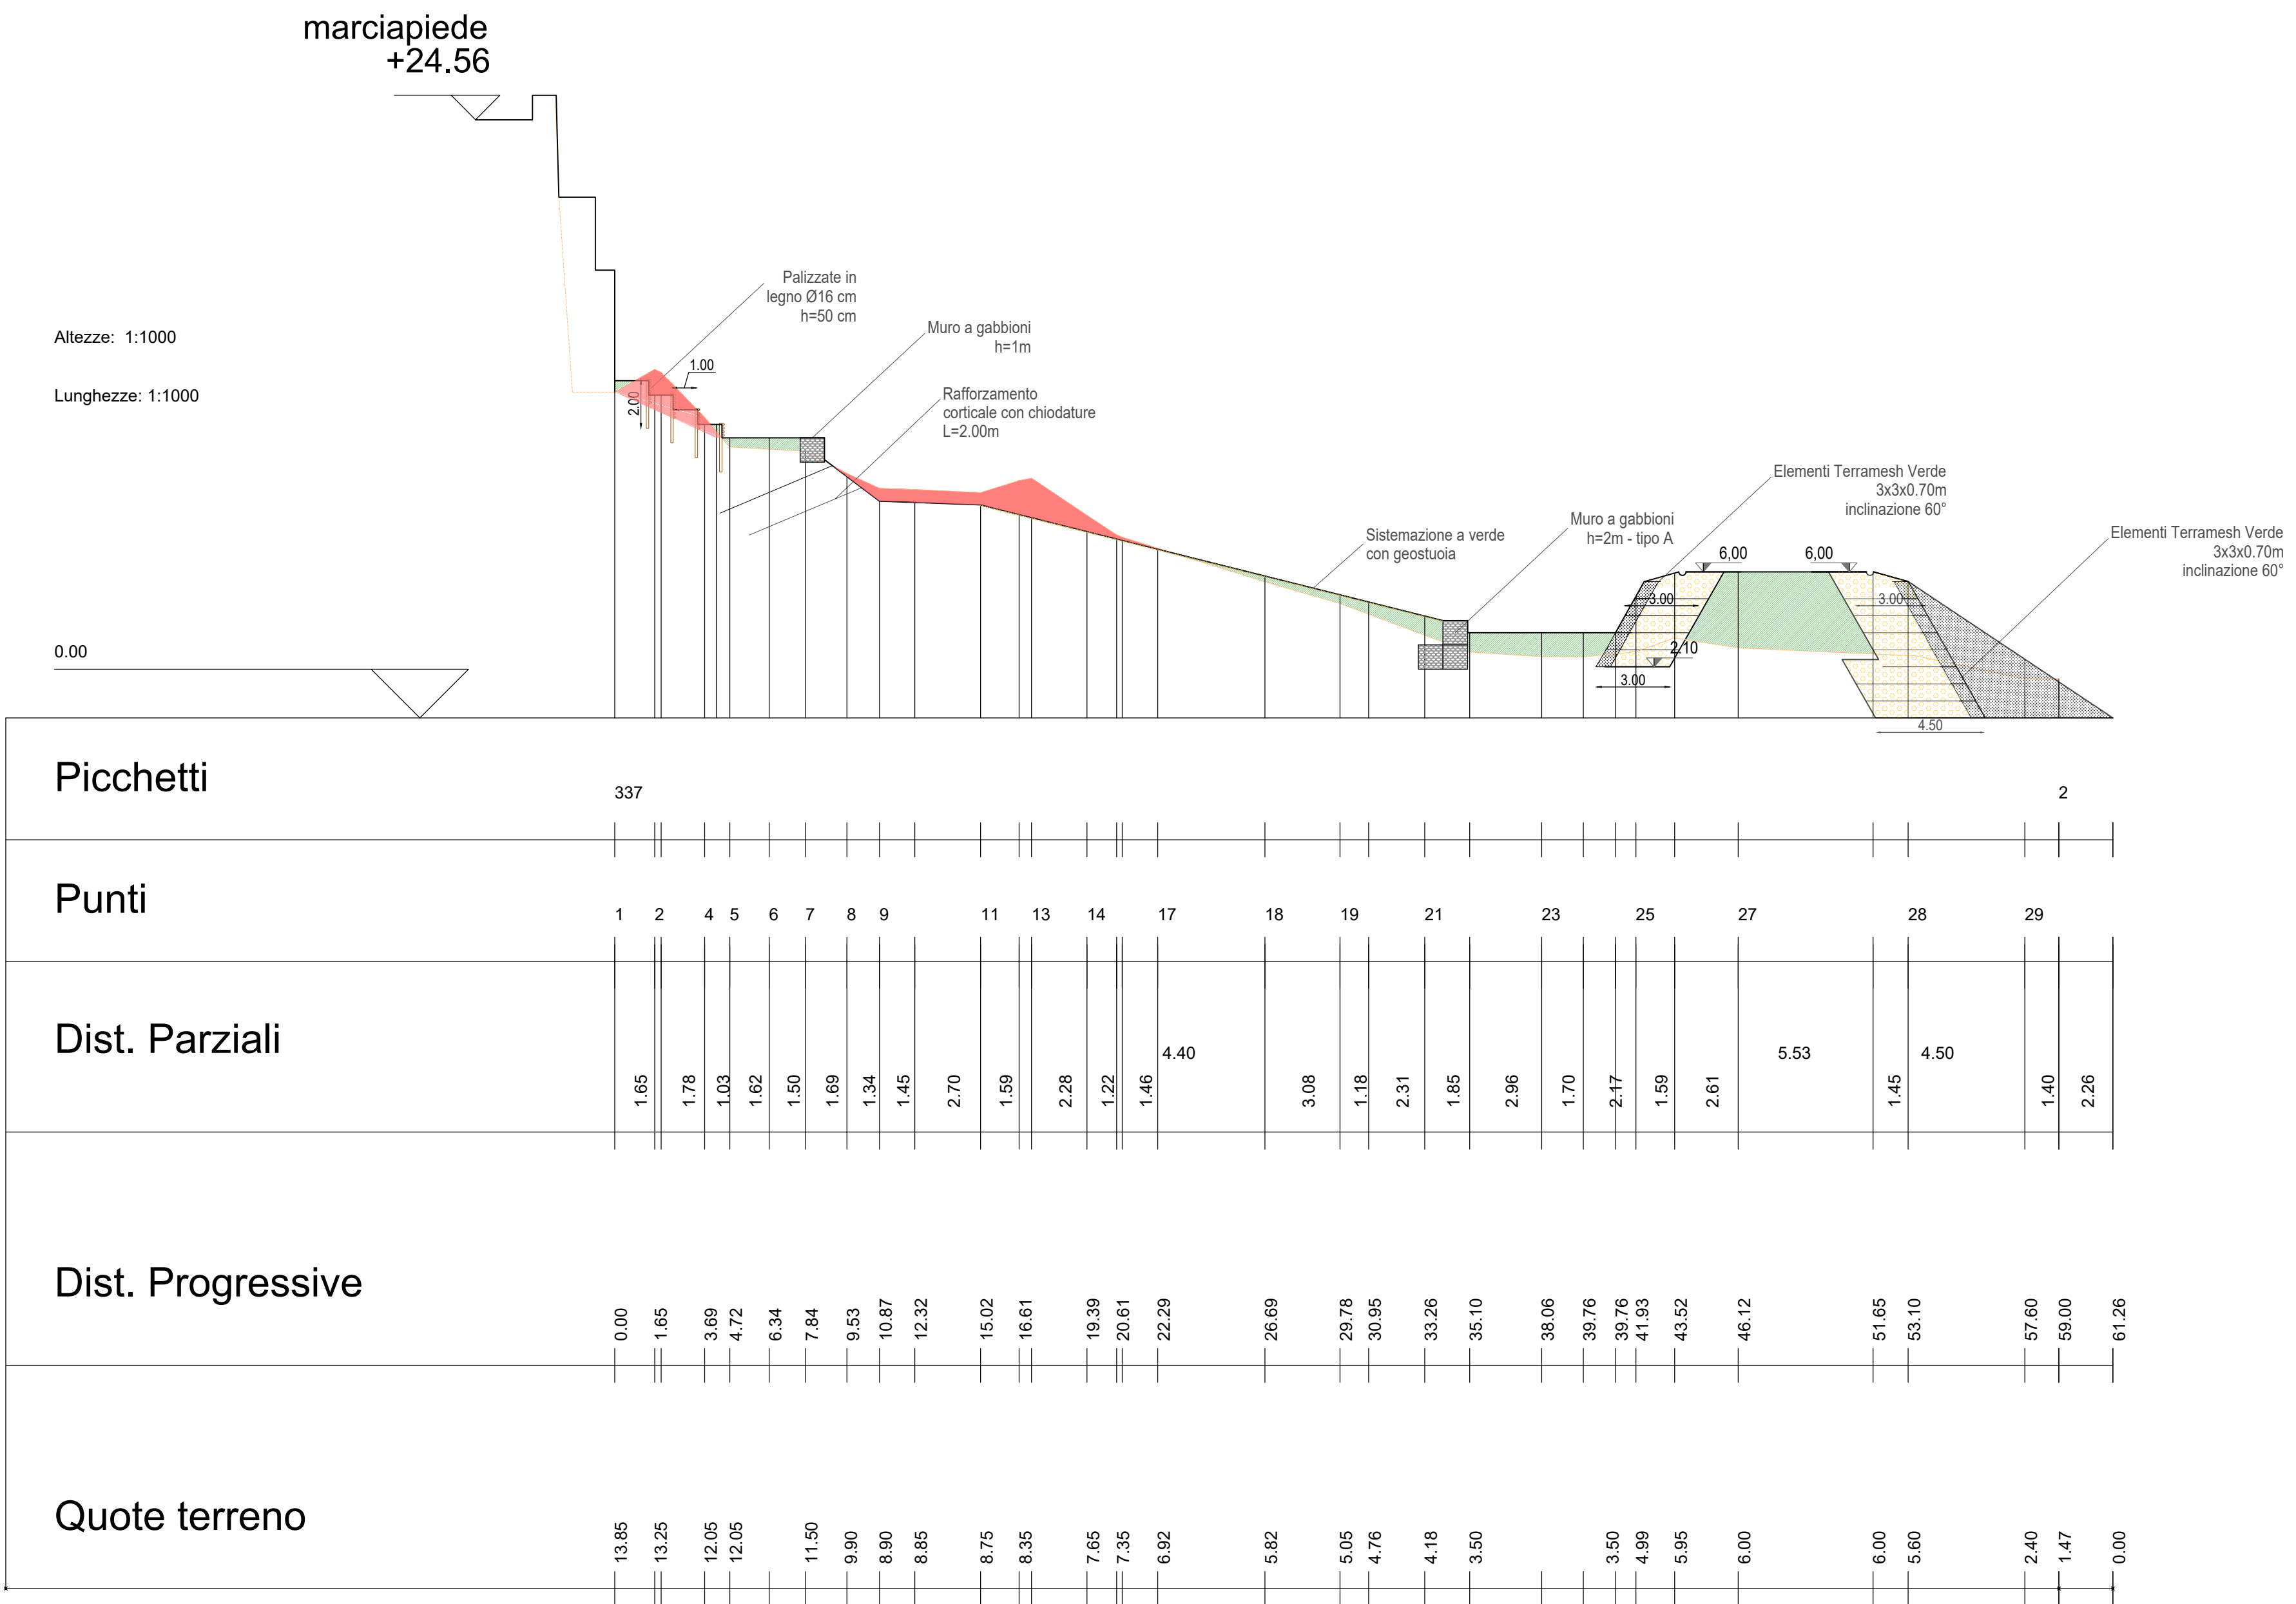 marciapiede
+24.56
Palizzate in
legno Ø16 cm
h=50 cm
Muro a gabbioni
h=1m
Altezze: 1:1000
1.00
Lunghezze: 1:1000
2.00
Rafforzamento
corticale con chiodature
L=2.00m
Elementi Terramesh Verde
3x3x0.70m
inclinazione 60°
Muro a gabbioni
h=2m - tipo A
Sistemazione a verde
con geostuoia
Elementi Terramesh Verde
3x3x0.70m
inclinazione 60°
6,00
6,00
3.00
3.00
2.10
3.00
0.00
4.50
Picchetti
337 2
Punti
1 2 4 5 6 7 8 9 11 13 14 17 18 19 21 23 25 27 28 29
Dist. Parziali
1.65 1.78 1.03 1.62 1.50 1.69 1.34 1.45 2.70 1.59 2.28 1.22 1.46 4.40 3.08 1.18 2.31 1.85 2.96 1.70 2.17 1.59 2.61 5.53 1.45 4.50 1.40 2.26
Dist. Progressive
0.00 1.65 3.69 4.72 6.34 7.84 9.53 10.87 12.32 15.02 16.61 19.39 20.61 22.29 26.69 29.78 30.95 33.26 35.10 38.06 39.76 39.76 41.93 43.52 46.12 51.65 53.10 57.60 59.00 61.26
Quote terreno
13.85 13.25 12.05 12.05 11.50 9.90 8.90 8.85 8.75 8.35 7.65 7.35 6.92 5.82 5.05 4.76 4.18 3.50 3.50 4.99 5.95 6.00 6.00 5.60 2.40 1.47 0.00